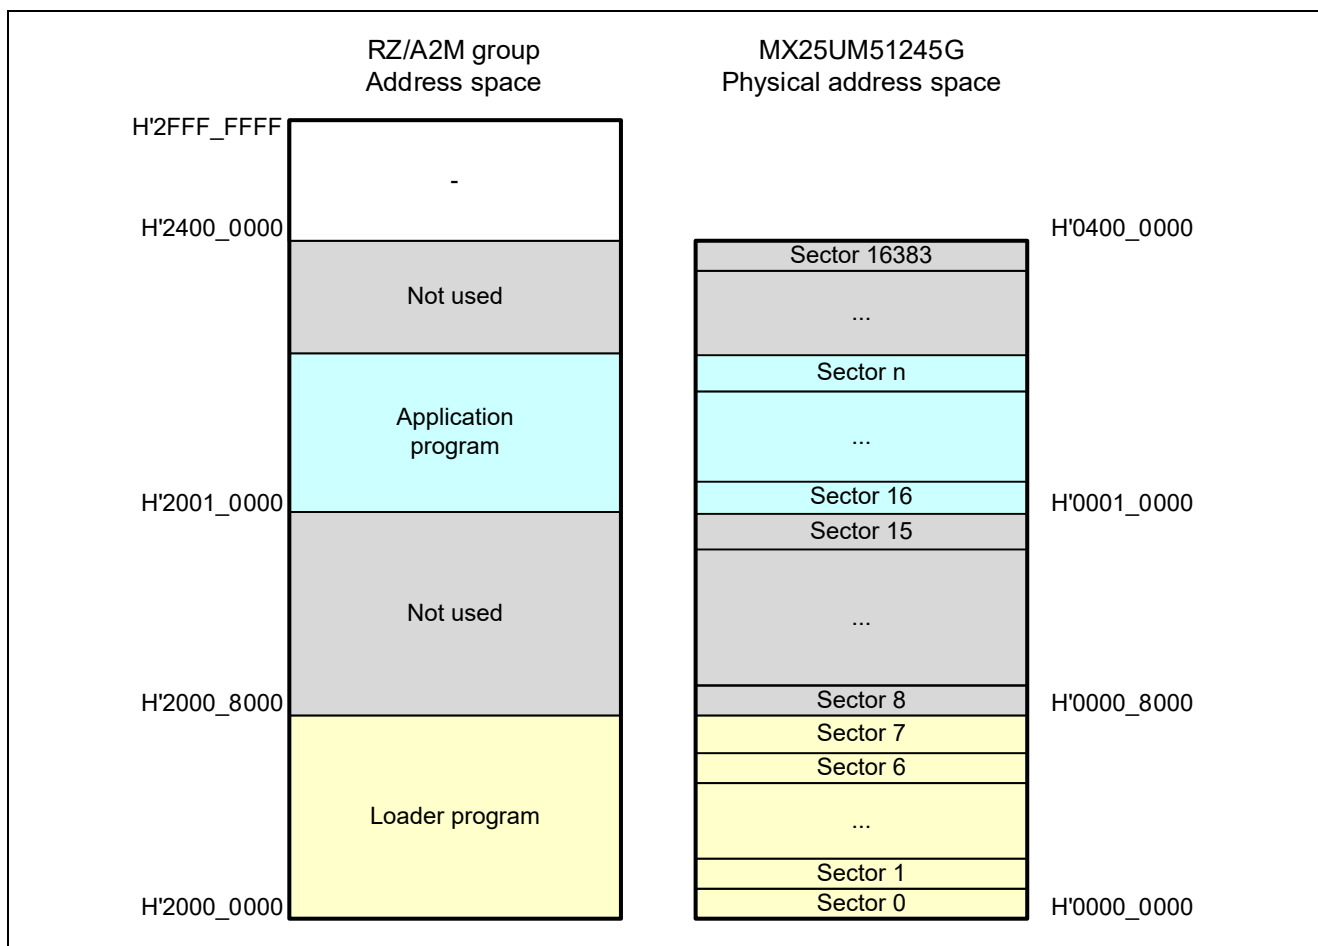 RZ/A2M group
Address space
MX25UM51245G
Physical address space
H'2FFF_FFFF
-
H'2400_0000
H'0400_0000
Sector 16383
Not used
...
Sector n
Application
program
...
Sector 16
H'2001_0000
H'0001_0000
Sector 15
Not used
...
Sector 8
H'2000_8000
H'0000_8000
Sector 7
Sector 6
Loader program
...
Sector 1
Sector 0
H'2000_0000
H'0000_0000